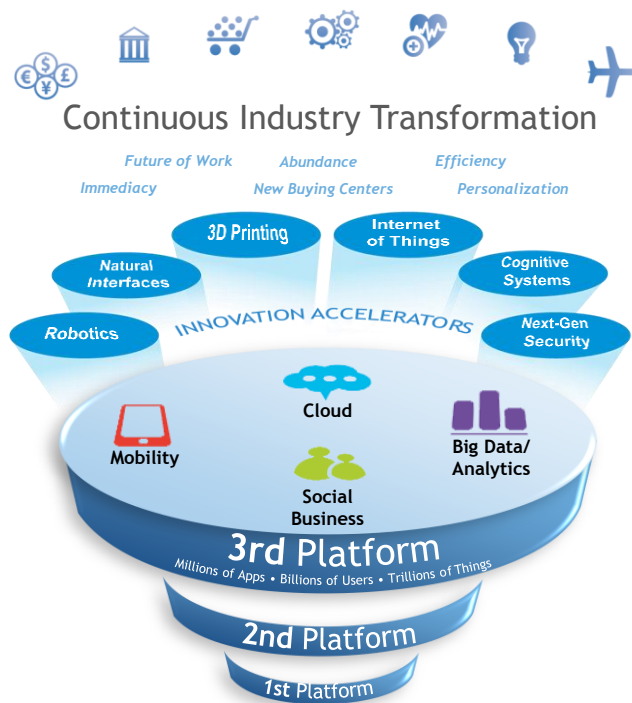 € $ £ ¥
Continuous Industry Transformation
Future of Work
Abundance
Efficiency
Immediacy
New Buying Centers
Personalization
3D Printing
Internet
of Things
Natural
Interfaces
Cognitive
Systems
Robotics
INNOVATION ACCELERATORS
Next-Gen
Security
Cloud
Mobility
Big Data/
Analytics
Social
Business
3rd Platform
Millions of Apps • Billions of Users • Trillions of Things
2nd Platform
1st Platform